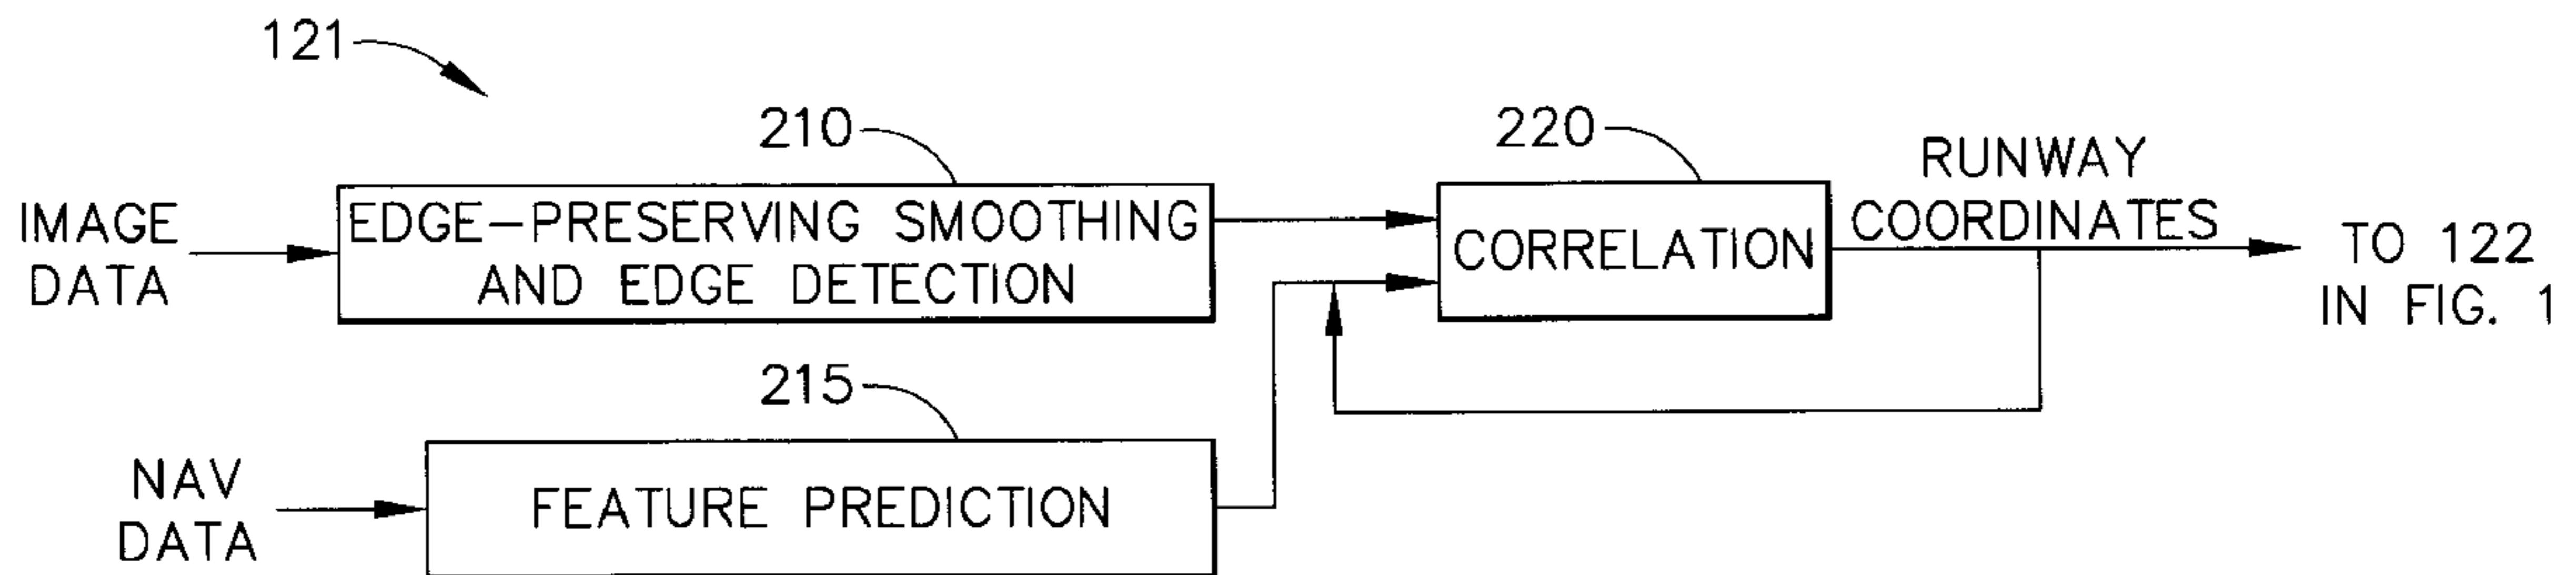 121
210
220
RUNWAY
COORDINATES
IMAGE
DATA
EDGE-PRESERVING SMOOTHING
AND EDGE DETECTION
CORRELATION
TO 122
IN FIG. 1
215
NAV
DATA
FEATURE PREDICTION